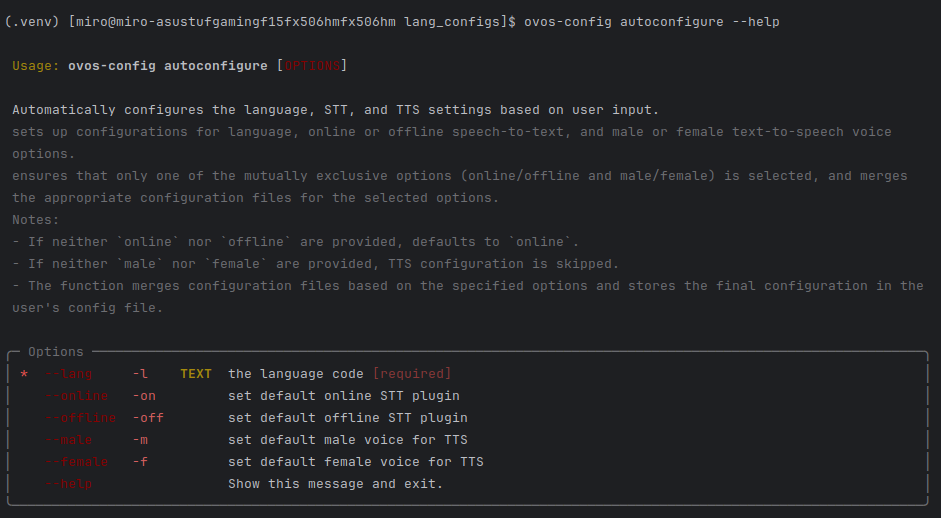 (.venv) [miro@miro-asustufgamingf15fx506hmfx506hm lang_configs]$ ovos-config autoconfigure --help
Usage: ovos-config autoconfigure [OPTIONS]
Automatically configures the language, STT, and TTS settings based on user input.
sets up configurations for language, online or offline speech-to-text, and male or female text-to-speech voice
options.
ensures that only one of the mutually exclusive options (online/offline and male/female) is selected, and merges
the appropriate configuration files for the selected options.
Notes:
- If neither `online` nor `offline` are provided, defaults to `online`.
- If neither `male` nor `female` are provided, TTS configuration is skipped.
- The function merges configuration files based on the specified options and stores the final configuration in the
user's config file.
Options
* --lang -l TEXT the language code [required]
--online -on set default online STT plugin
--offline -off set default offline STT plugin
--male -m set default male voice for TTS
--female -f set default female voice for TTS
--help Show this message and exit.